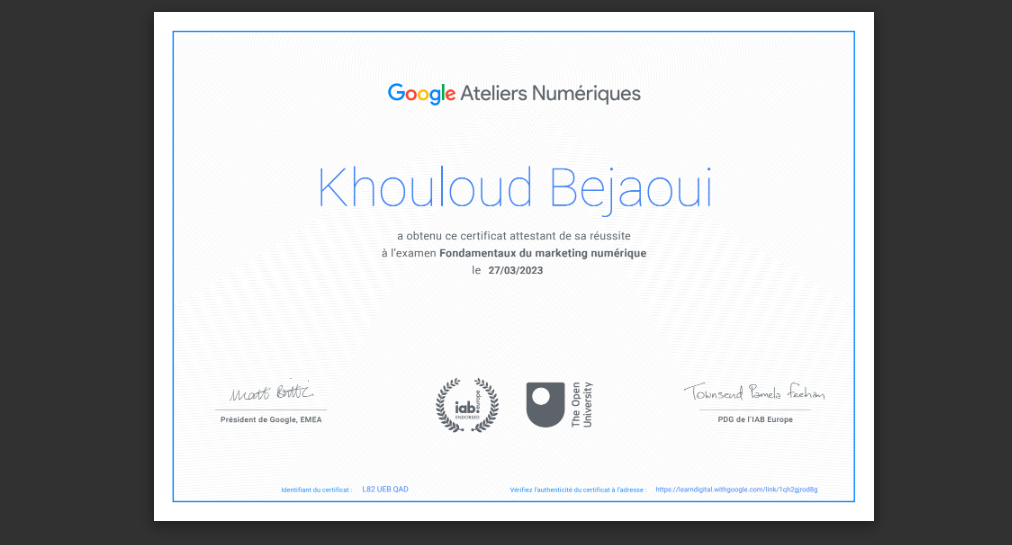 Google Ateliers Numériques
Khouloud Bejaoui
a obtenu ce certificat attestant de sa réussite
à l'examen Fondamentaux du marketing numérique
le 27/03/2023
Président de Google, EMEA
iab.europe
ENDORSED
The Open
University
Townsend Pamela Feehan
PDG de l'IAB Europe
Identifiant du certificat : L82 UEB QAD
Vérifiez l'authenticité du certificat à l'adresse : https://learndigital.withgoogle.com/link/1qh2gjrod8g